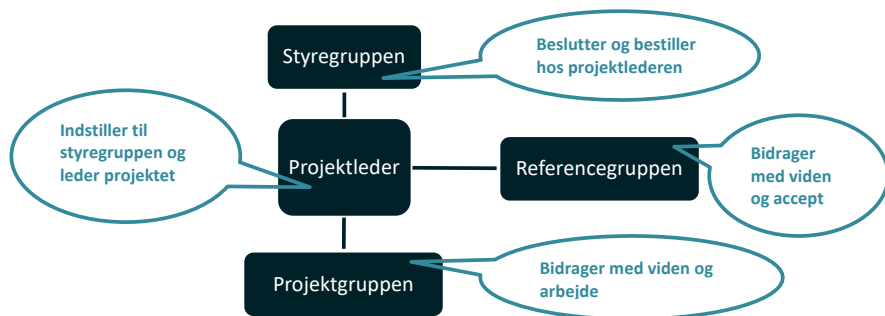 Styregruppen
Beslutter og bestiller
hos projektlederen
Indstiller til
styregruppen og
leder projektet
Projektleder
Referencegruppen
Bidrager
med viden
og accept
Projektgruppen
Bidrager med viden og
arbejde